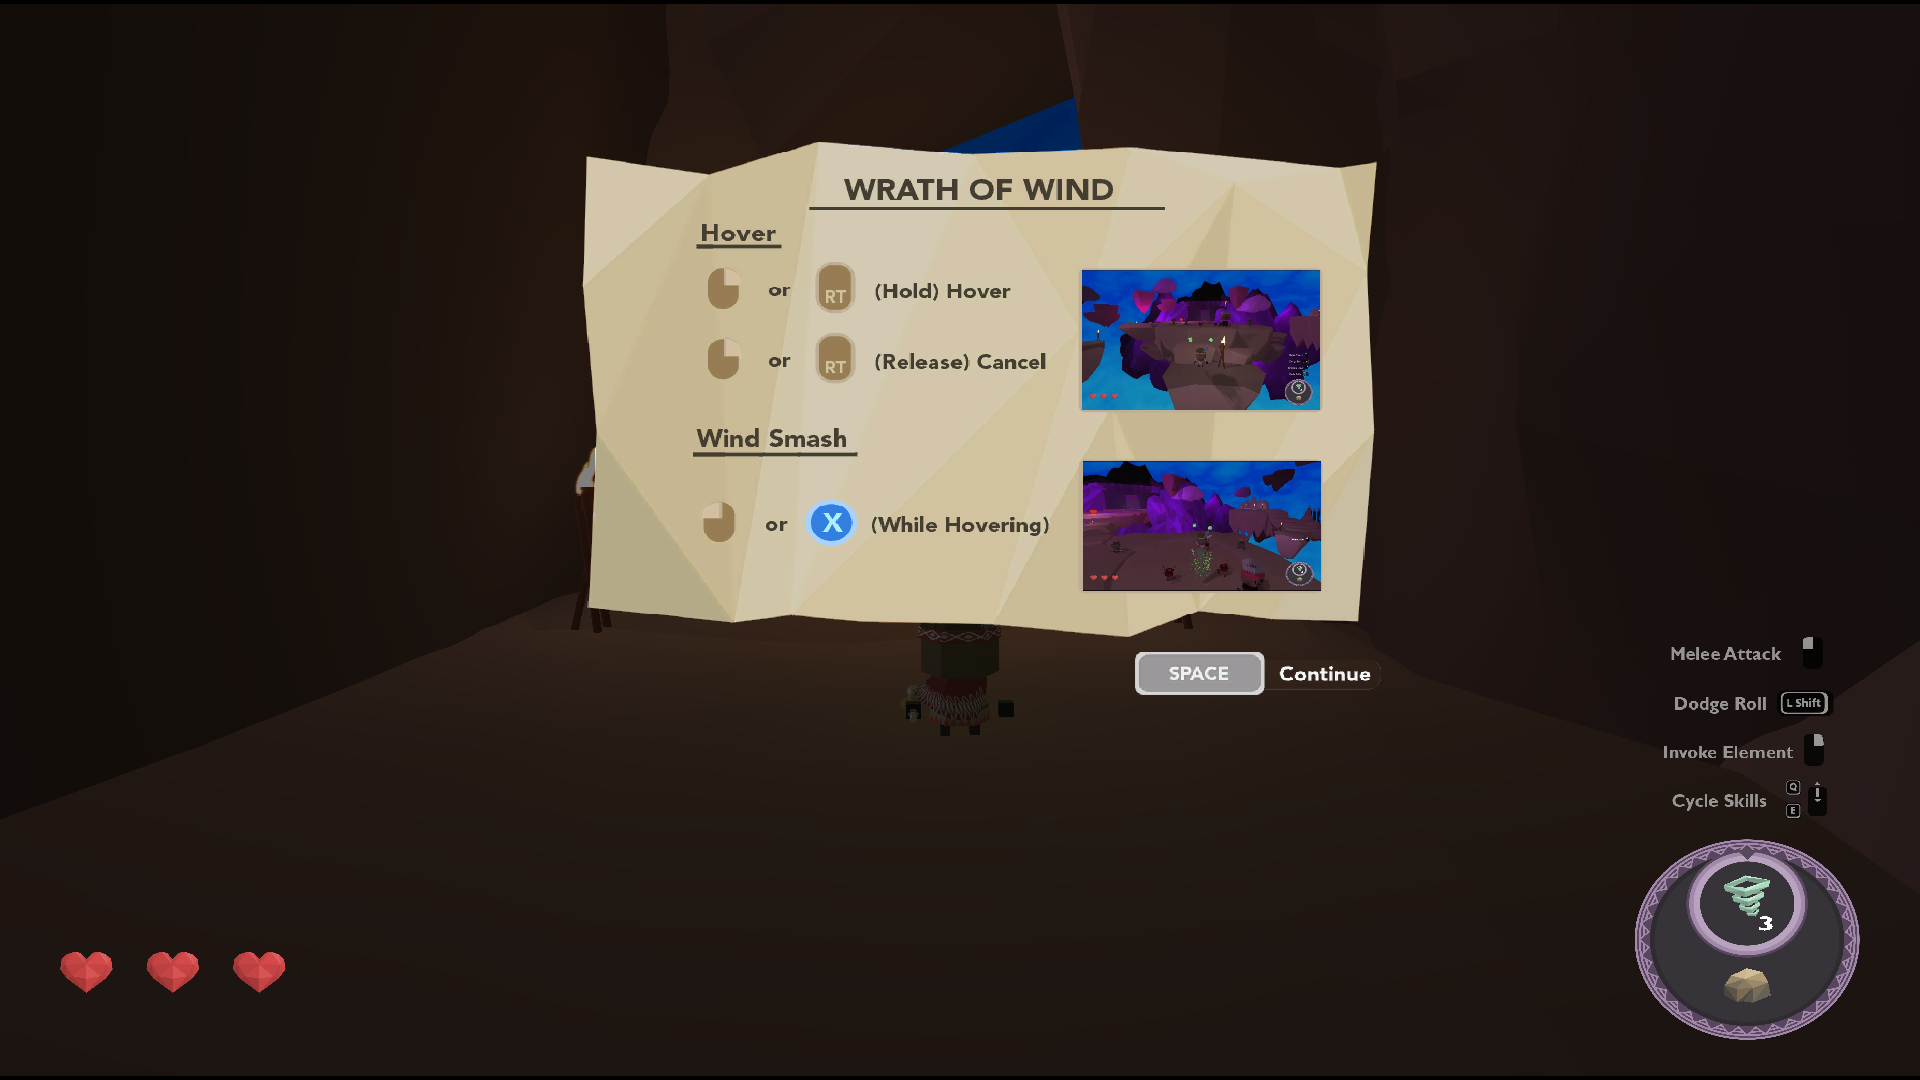 WRATH OF WIND
Hover
or RT (Hold) Hover
or RT (Release) Cancel
Wind Smash
or X (While Hovering)
SPACE Continue
Melee Attack
Dodge Roll L Shift
Invoke Element
Cycle Skills Q
E
3